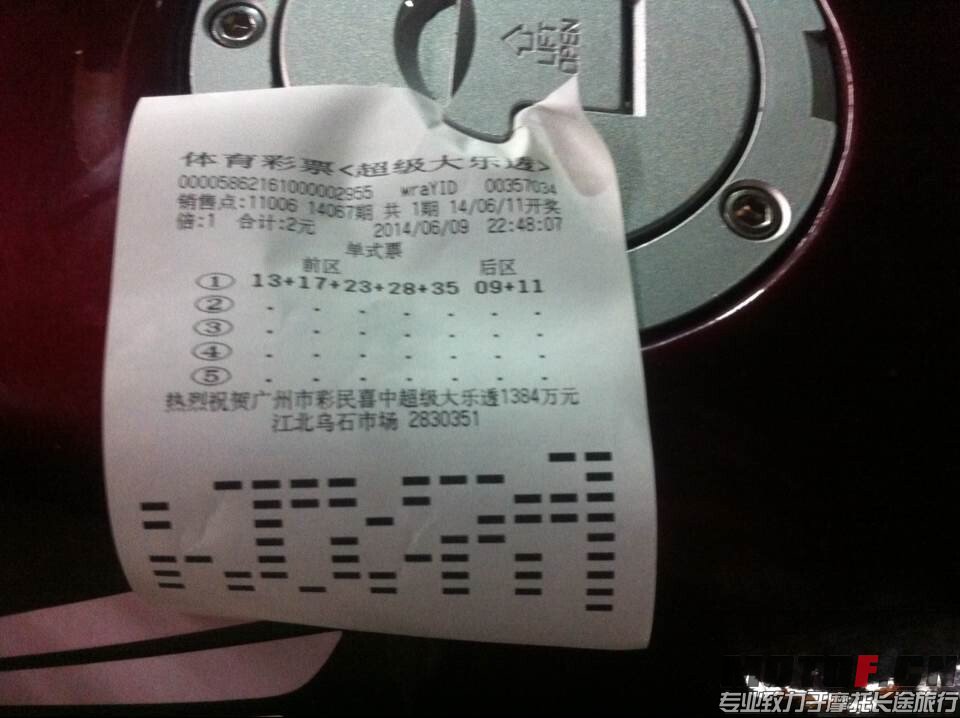 LIFT
OPEN
体育彩票<超级大乐透>
00005862161000002955 wraYID 00357034
销售点:11006 14067期 共 1期 14/06/11开奖
倍:1 合计:2元 2014/06/09 22:48:07
单式票
前区 后区
① 13+17+23+28+35 09+11
②
③
④
⑤
热烈祝贺广州市彩民喜中超级大乐透1384万元
江北乌石市场 2830351
MOTOF.CN
专业致力于摩托长途旅行